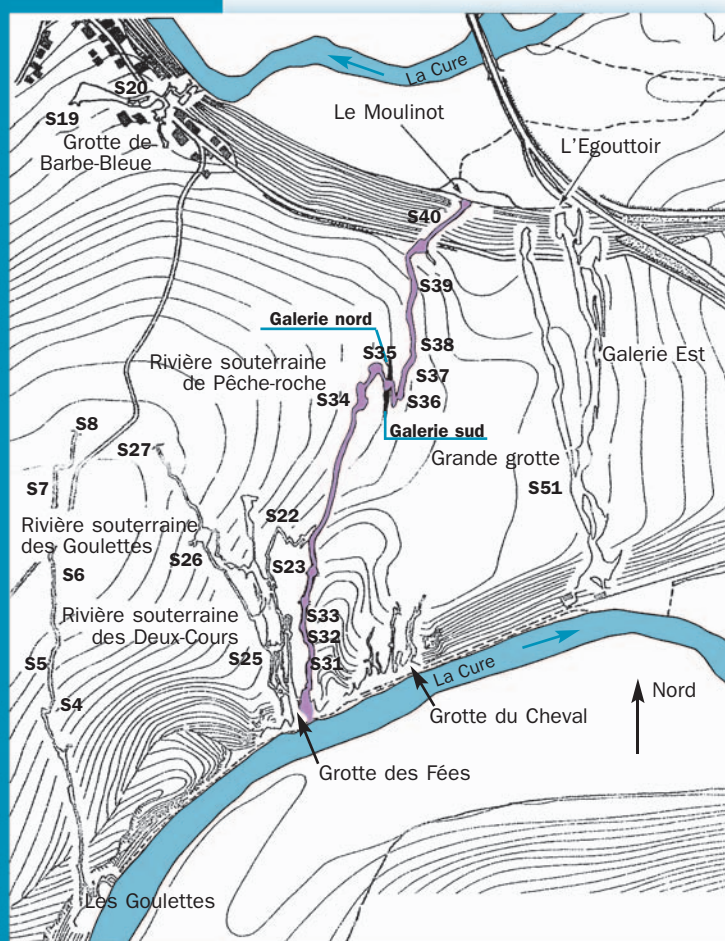 La Cure
S20
Le Moulinot
S19
Grotte de
Barbe-Bleue
L'Egouttoir
S40
S39
Galerie nord
S38
Rivière souterraine
de Pêche-roche
S35
S37
Galerie Est
S34
S36
Galerie sud
S8
S27
Grande grotte
S7
S51
S22
Rivière souterraine
des Goulettes
S26
S6
S23
Rivière souterraine
des Deux-Cours
S33
S32
S5
S25
S31
La Cure
S4
Nord
Grotte du Cheval
Grotte des Fées
Les Goulettes